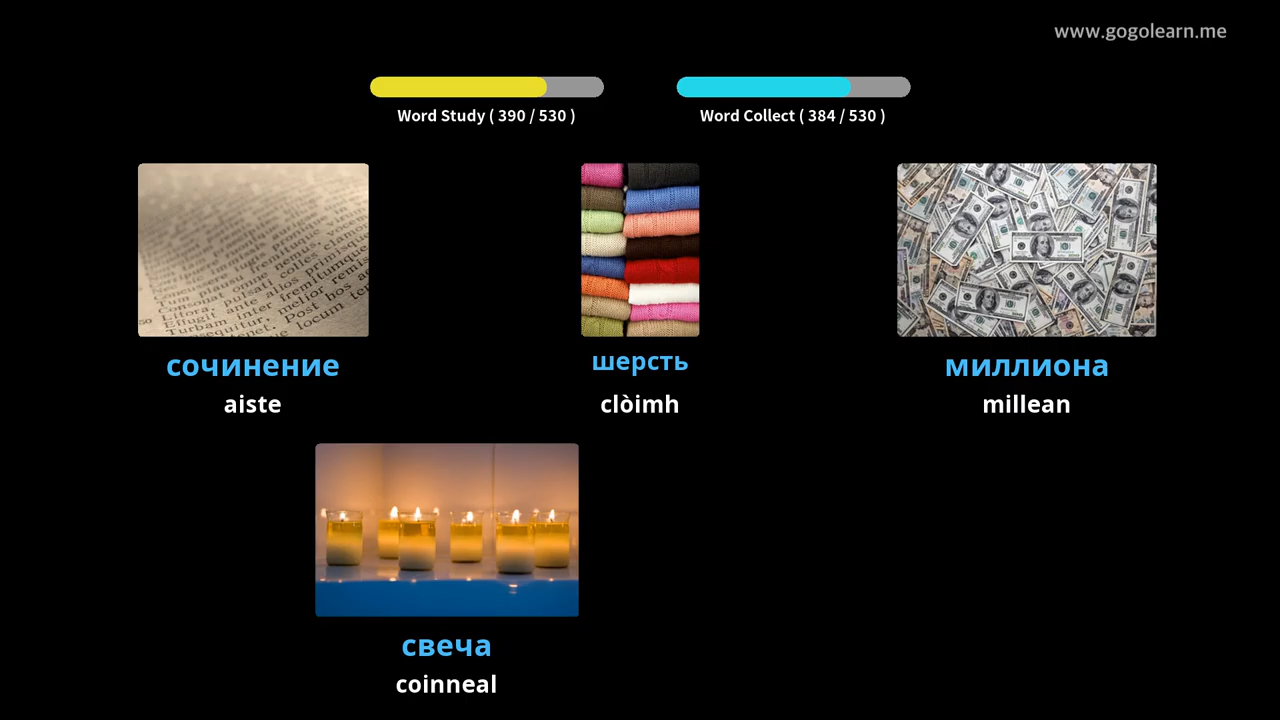 www.gogolearn.me
Word Study ( 390 / 530 )
Word Collect ( 384 / 530 )
сочинение
aiste
шерсть
clòimh
миллиона
millean
свеча
coinneal